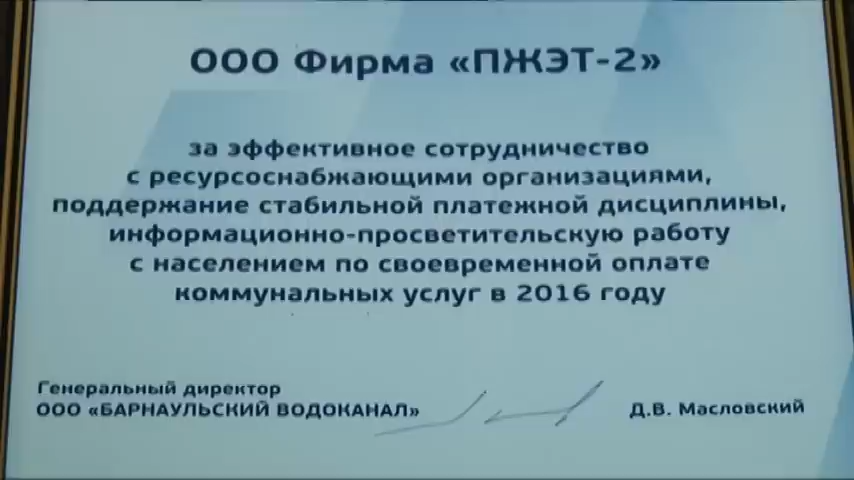 ООО Фирма «ПЖЭТ-2»
за эффективное сотрудничество
с ресурсоснабжающими организациями,
поддержание стабильной платежной дисциплины,
информационно-просветительскую работу
с населением по своевременной оплате
коммунальных услуг в 2016 году
Генеральный директор
ООО «БАРНАУЛЬСКИЙ ВОДОКАНАЛ»
Д.В. Масловский